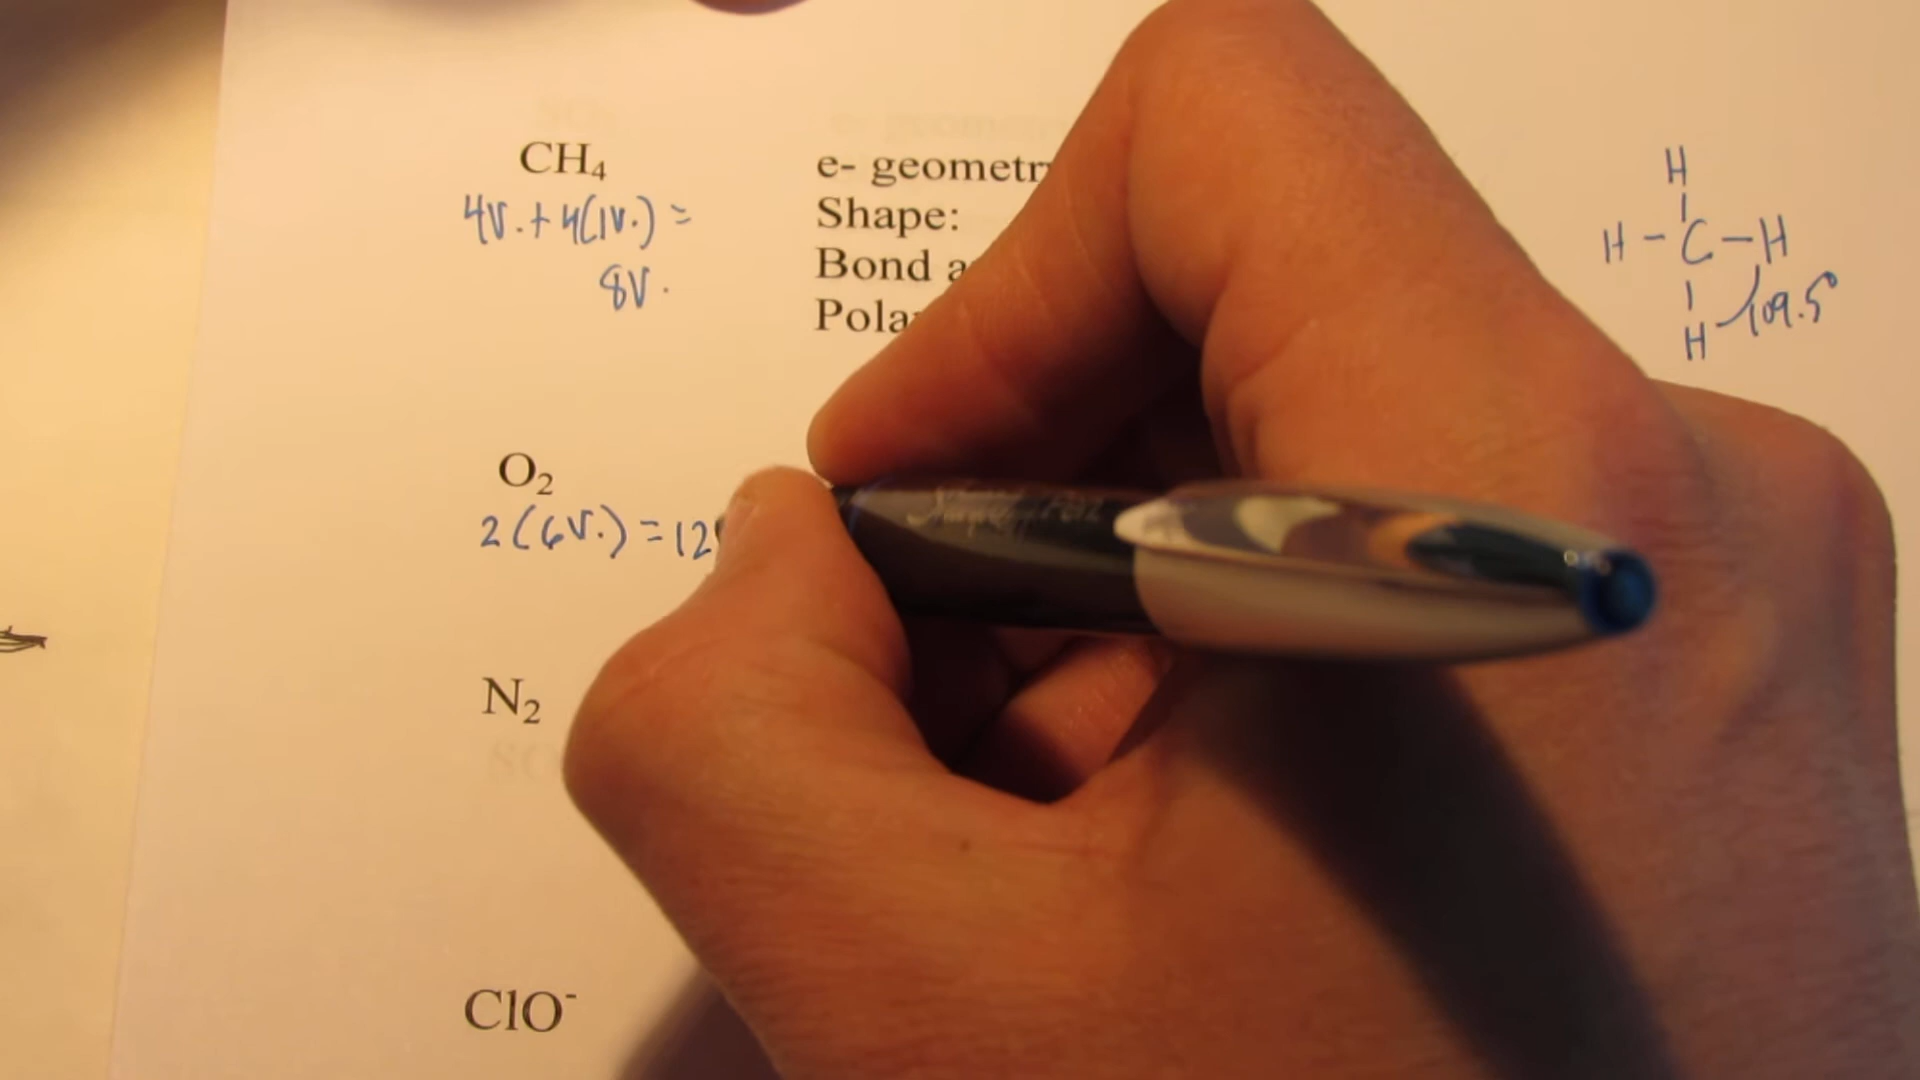 CH₄
4v. + 4(1v.) =
8v.
e- geometr
Shape:
Bond a
Pola
H
H - C - H
H 109.5°
O₂
2(6v.) = 12
N₂
ClO⁻